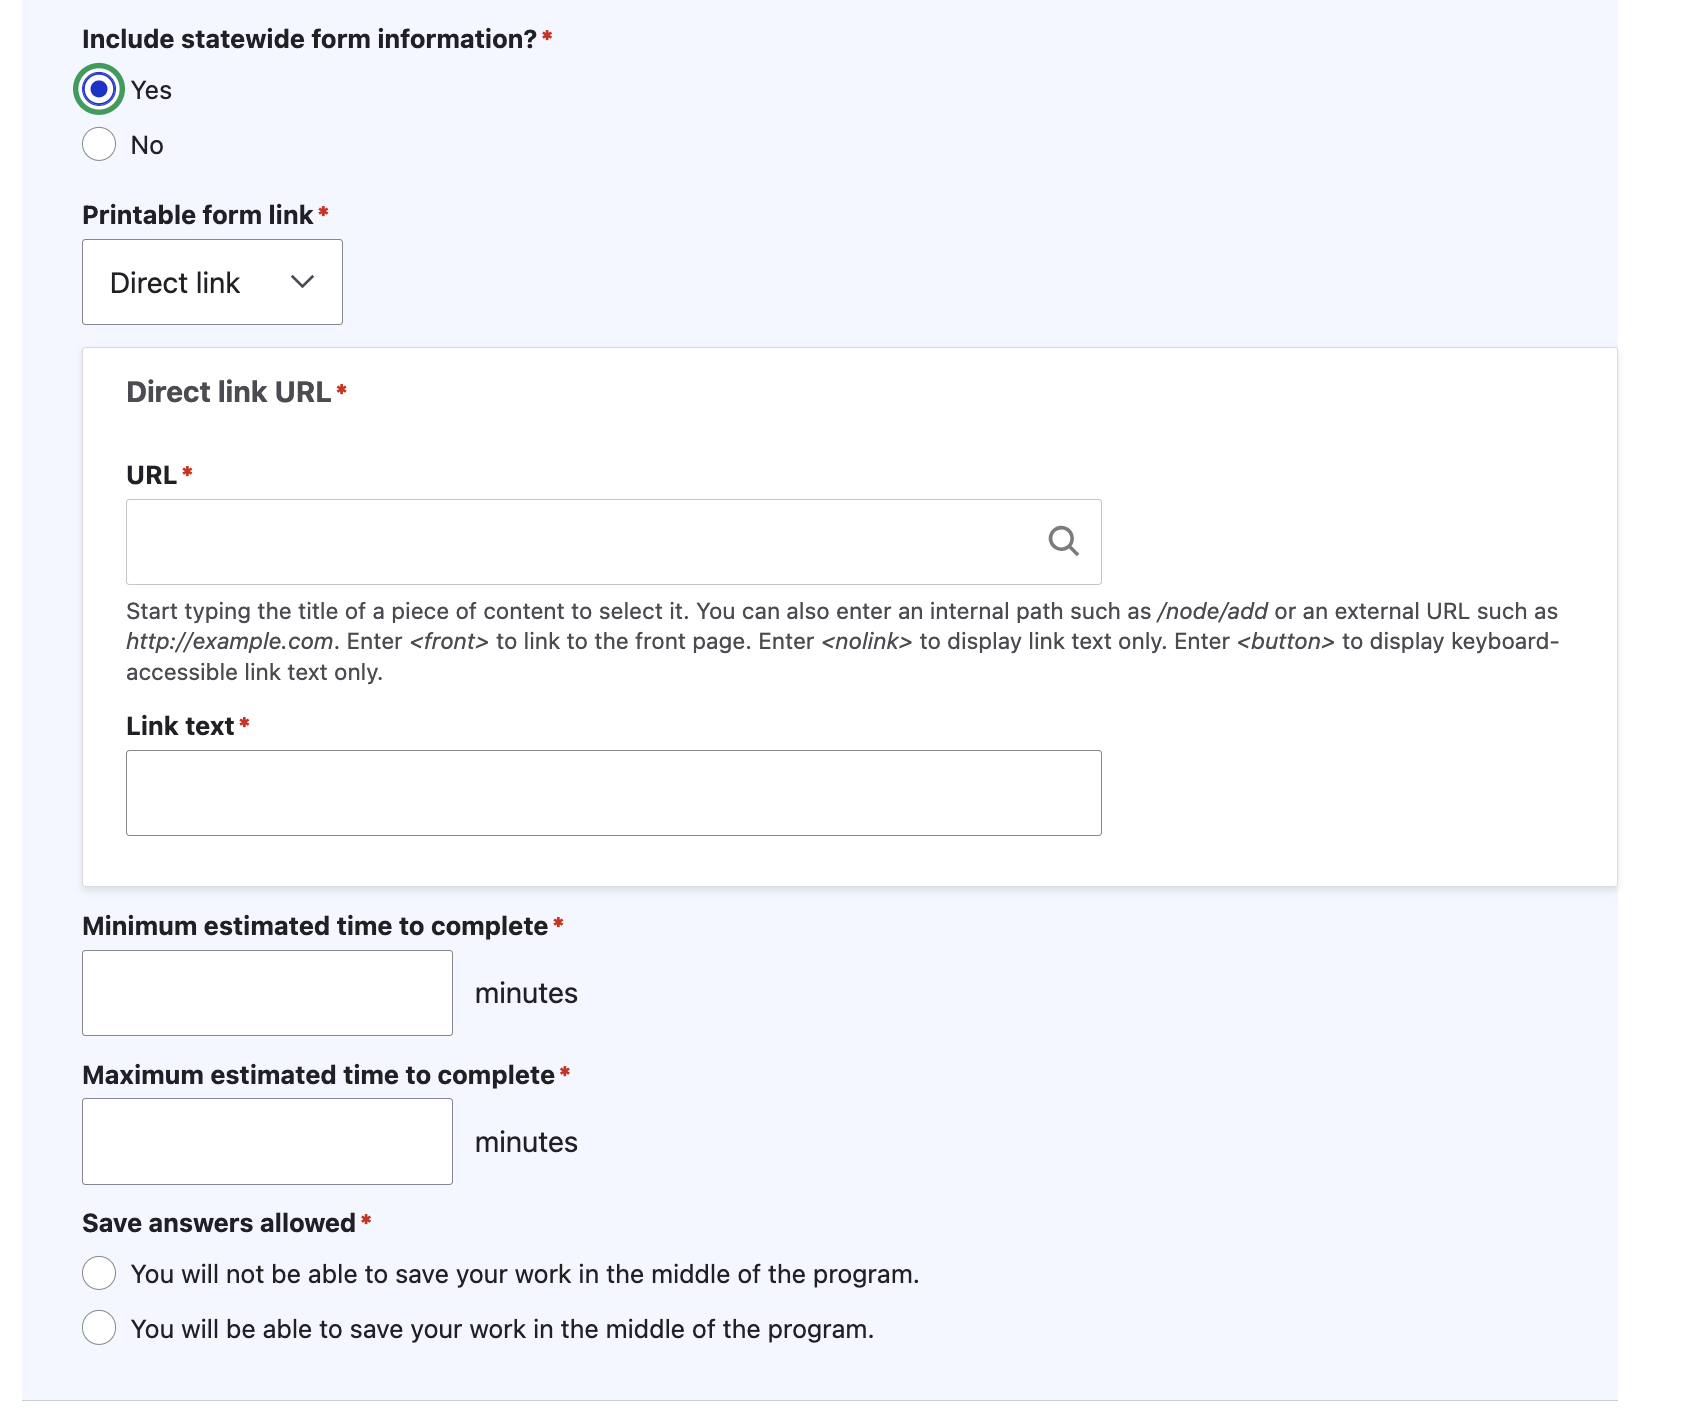 Include statewide form information?*
Yes
No
Printable form link*
Direct link
Direct link URL*
URL*
Start typing the title of a piece of content to select it. You can also enter an internal path such as /node/add or an external URL such as
http://example.com. Enter <front> to link to the front page. Enter <nolink> to display link text only. Enter <button> to display keyboard-
accessible link text only.
Link text*
Minimum estimated time to complete*
minutes
Maximum estimated time to complete*
minutes
Save answers allowed*
You will not be able to save your work in the middle of the program.
You will be able to save your work in the middle of the program.